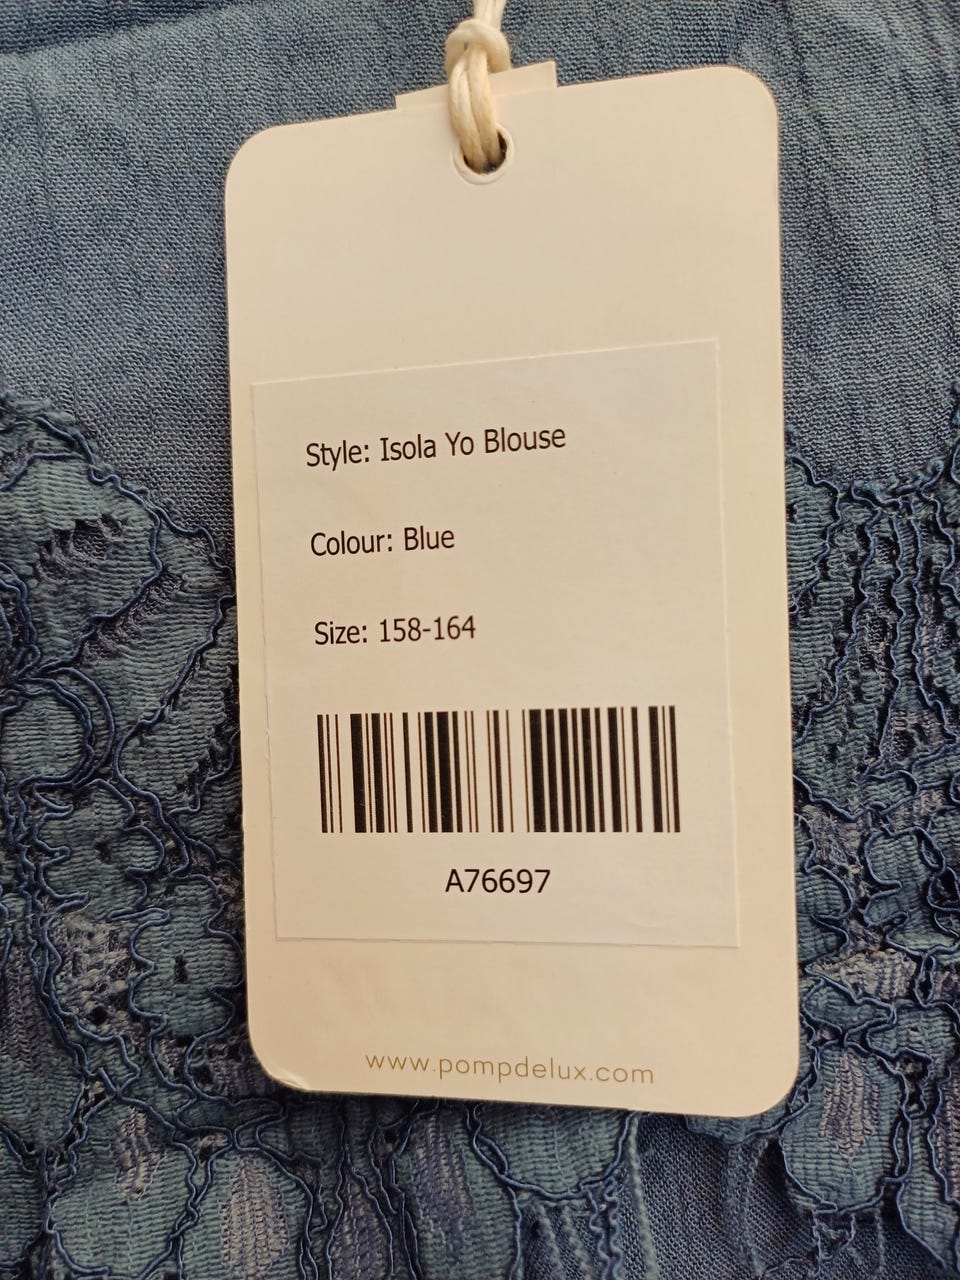 Style: Isola Yo Blouse
Colour: Blue
Size: 158-164
A76697
www.pompdelux.com